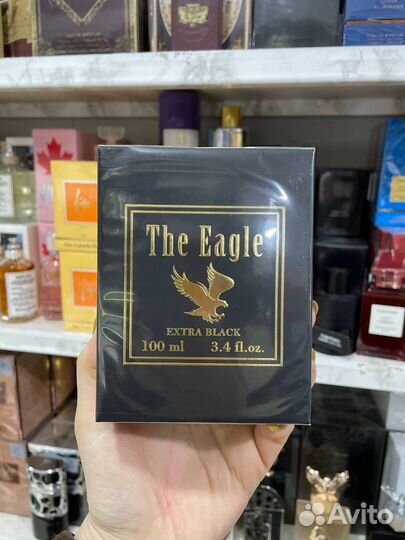 The Eagle
EXTRA BLACK
100 ml 3.4 fl.oz.
Avito